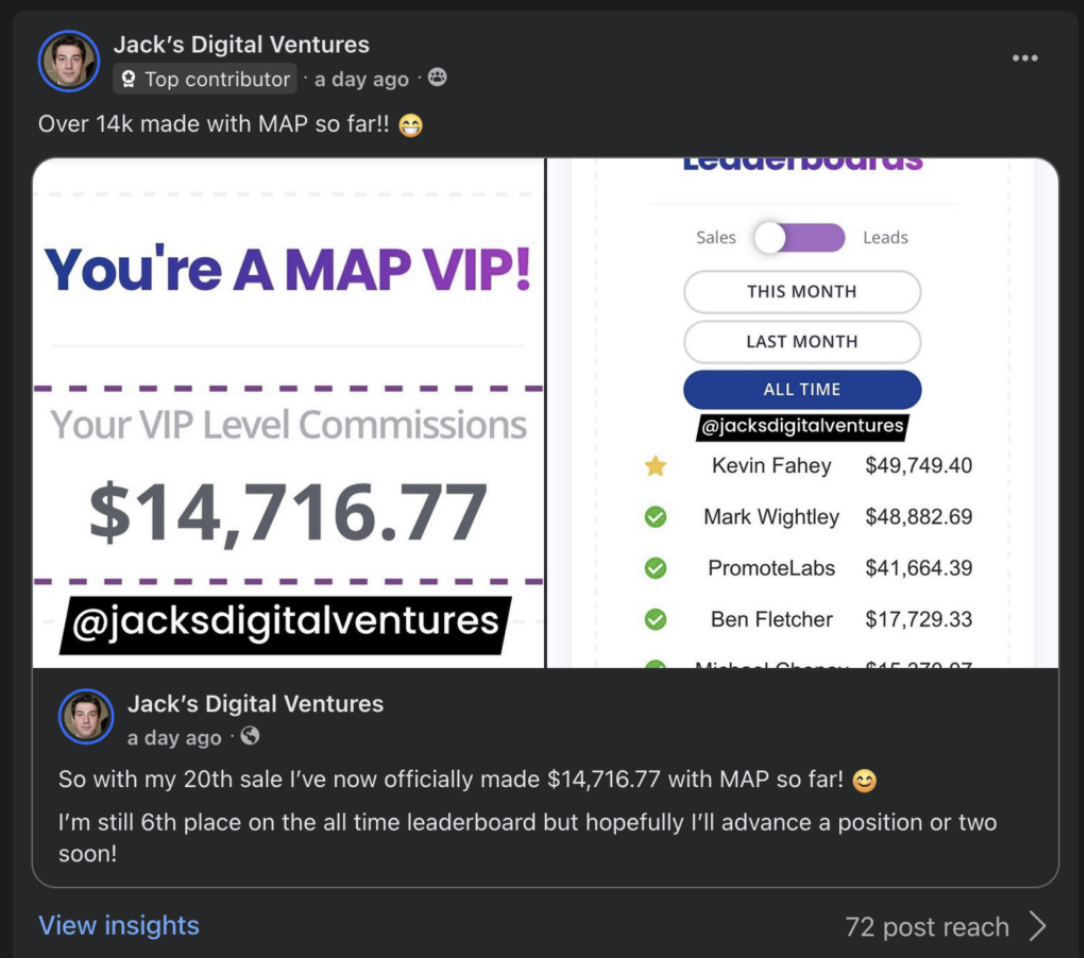 Jack's Digital Ventures
Top contributor · a day ago ·
Over 14k made with MAP so far!! 😁
You're A MAP VIP!
Your VIP Level Commissions
$14,716.77
@jacksdigitalventures
Leaderboards
Sales Leads
THIS MONTH
LAST MONTH
ALL TIME
@jacksdigitalventures
Kevin Fahey $49,749.40
Mark Wightley $48,882.69
PromoteLabs $41,664.39
Ben Fletcher $17,729.33
Jack's Digital Ventures
a day ago ·
So with my 20th sale I've now officially made $14,716.77 with MAP so far! 😊
I'm still 6th place on the all time leaderboard but hopefully I'll advance a position or two
soon!
View insights
72 post reach